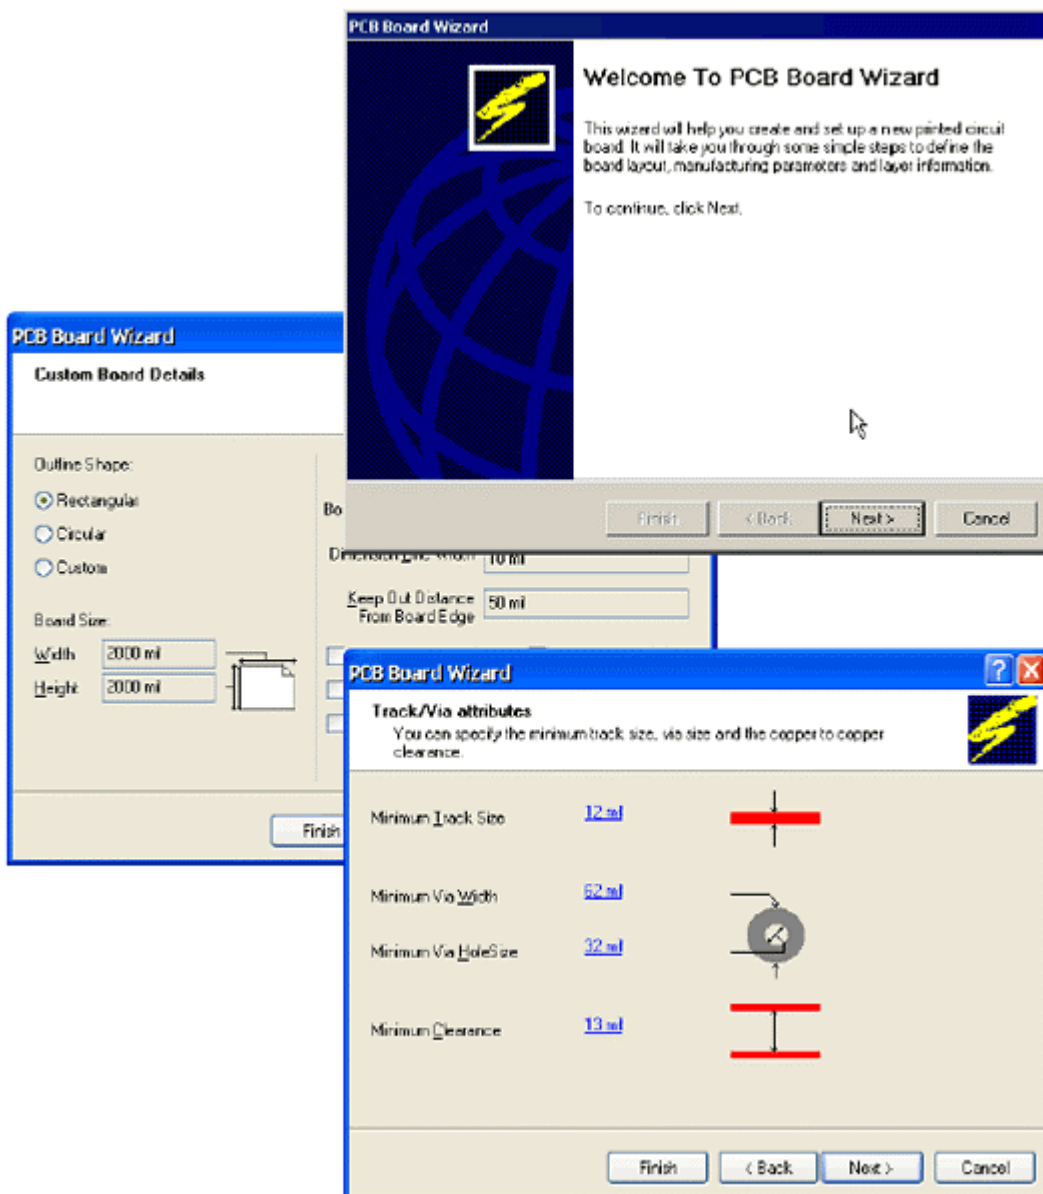 PCB Board Wizard
Welcome To PCB Board Wizard
This wizard will help you create and set up a new printed circuit
board. It will take you through some simple steps to define the
board layout, manufacturing parameters and layer information.
To continue, click Next.
Finish
< Back
Next >
Cancel
PCB Board Wizard
Custom Board Details
Outline Shape:
Rectangular
Circular
Custom
Board Size:
Width 2000 mil
Height 2000 mil
Bo
Dimension Line Width 10 mil
Keep Out Distance
From Board Edge
50 mil
Finish
PCB Board Wizard
Track/Via attributes
You can specify the minimum track size, via size and the copper to copper
clearance.
Minimum Track Size 12 mil
Minimum Via Width 62 mil
Minimum Via HoleSize 32 mil
Minimum Clearance 13 mil
Finish
< Back
Next >
Cancel